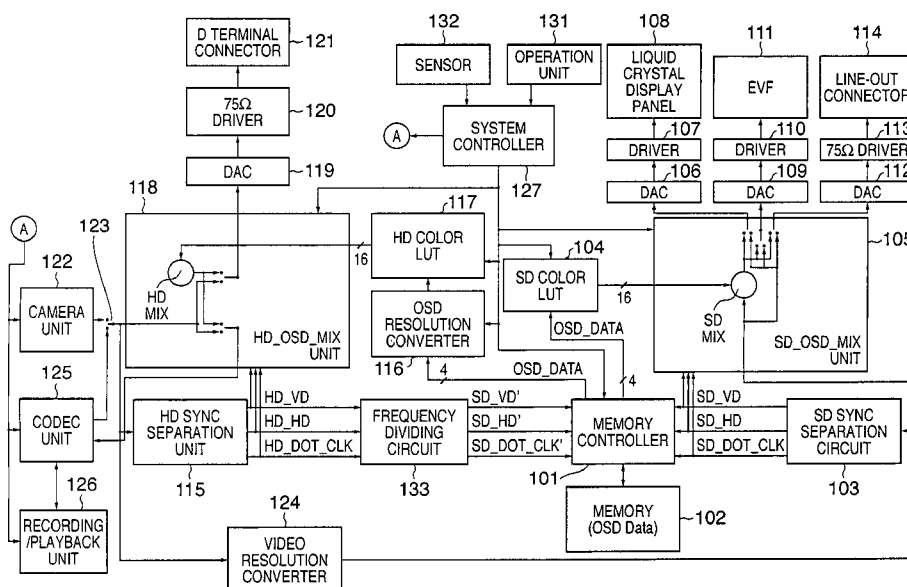 132
131
108
111
114
D TERMINAL
CONNECTOR
121
SENSOR
OPERATION
UNIT
LIQUID
CRYSTAL
DISPLAY
PANEL
EVF
LINE-OUT
CONNECTOR
75Ω
DRIVER
120
A
SYSTEM
CONTROLLER
127
107
DRIVER
110
DRIVER
113
75Ω DRIVER
DAC
119
106
DAC
109
DAC
112
DAC
118
117
A
123
HD COLOR
LUT
16
104
SD COLOR
LUT
16
105
122
CAMERA
UNIT
HD
MIX
HD_OSD_MIX
UNIT
OSD
RESOLUTION
CONVERTER
116
OSD_DATA
SD
MIX
SD_OSD_MIX
UNIT
4
OSD_DATA
4
125
CODEC
UNIT
HD SYNC
SEPARATION
UNIT
115
HD_VD
HD_HD
HD_DOT_CLK
FREQUENCY
DIVIDING
CIRCUIT
133
SD_VD'
SD_HD'
SD_DOT_CLK'
MEMORY
CONTROLLER
101
SD_VD
SD_HD
SD_DOT_CLK
SD SYNC
SEPARATION
CIRCUIT
103
126
RECORDING
/PLAYBACK
UNIT
124
VIDEO
RESOLUTION
CONVERTER
MEMORY
(OSD Data)
102